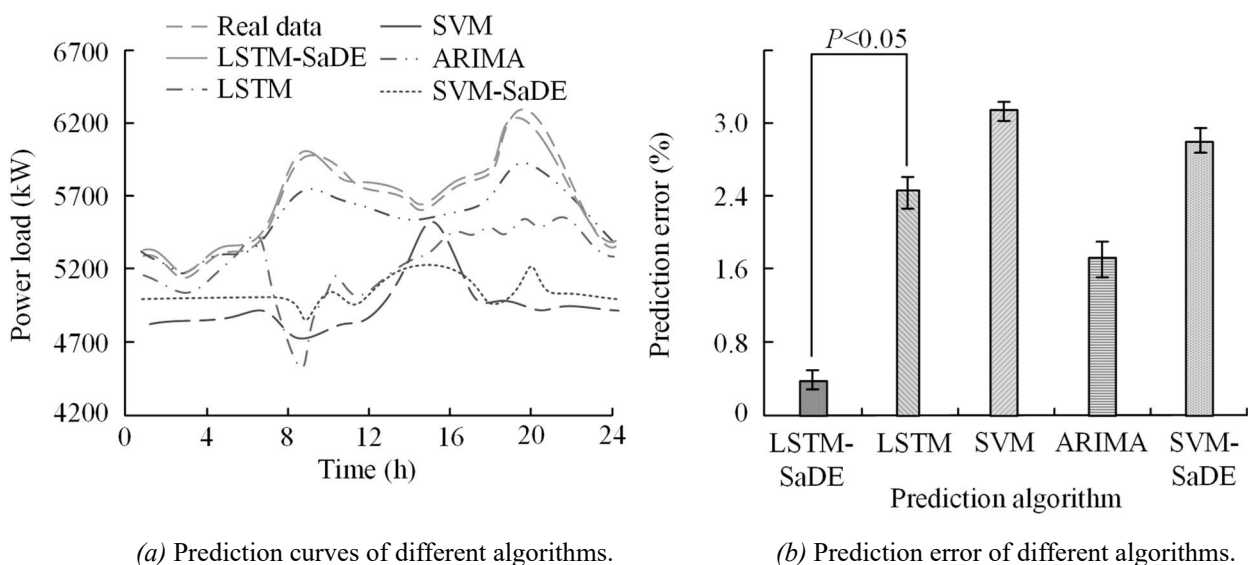 Real data
LSTM-SaDE
LSTM
SVM
ARIMA
SVM-SaDE
Power load (kW)
6700
6200
5700
5200
4700
4200
0 4 8 12 16 20 24
Time (h)
(a) Prediction curves of different algorithms.
P<0.05
Prediction error (%)
3.0
2.4
1.6
0.8
0
LSTM-
SaDE
LSTM
SVM
ARIMA
SVM-
SaDE
Prediction algorithm
(b) Prediction error of different algorithms.